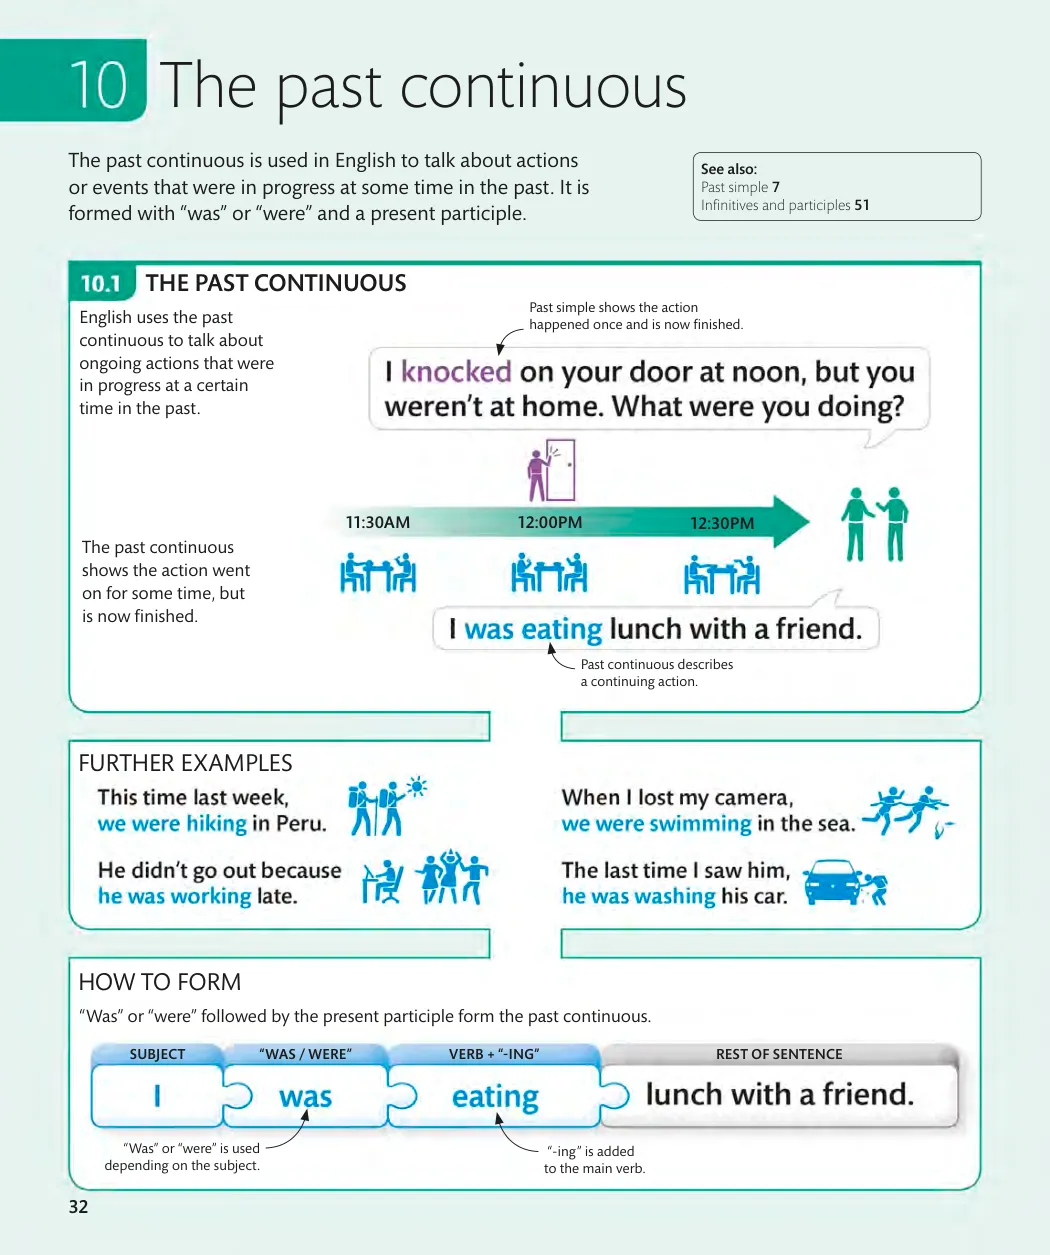 10 The past continuous
The past continuous is used in English to talk about actions
or events that were in progress at some time in the past. It is
formed with “was” or “were” and a present participle.
See also:
Past simple 7
Infinitives and participles 51
10.1 THE PAST CONTINUOUS
English uses the past
continuous to talk about
ongoing actions that were
in progress at a certain
time in the past.
Past simple shows the action
happened once and is now finished.
I knocked on your door at noon, but you
weren’t at home. What were you doing?
11:30AM 12:00PM 12:30PM
The past continuous
shows the action went
on for some time, but
is now finished.
I was eating lunch with a friend.
Past continuous describes
a continuing action.
FURTHER EXAMPLES
This time last week,
we were hiking in Peru.
When I lost my camera,
we were swimming in the sea.
He didn’t go out because
he was working late.
The last time I saw him,
he was washing his car.
HOW TO FORM
“Was” or “were” followed by the present participle form the past continuous.
SUBJECT “WAS / WERE” VERB + “-ING” REST OF SENTENCE
I was eating lunch with a friend.
“Was” or “were” is used
depending on the subject.
“-ing” is added
to the main verb.
32